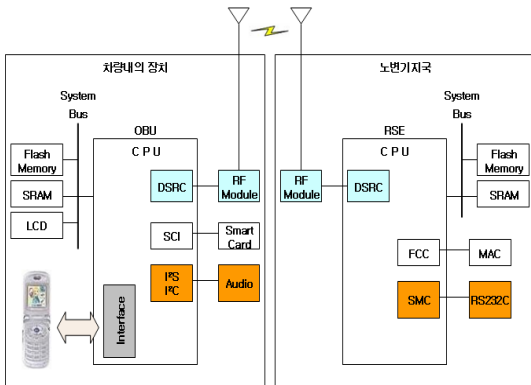 차량내의 장치
System
Bus
OBU
C P U
Flash
Memory
SRAM
LCD
DSRC
RF
Module
SCI
Smart
Card
I²S
I²C
Audio
Interface
노변기지국
System
Bus
RSE
C P U
RF
Module
DSRC
Flash
Memory
SRAM
FCC
MAC
SMC
RS232C